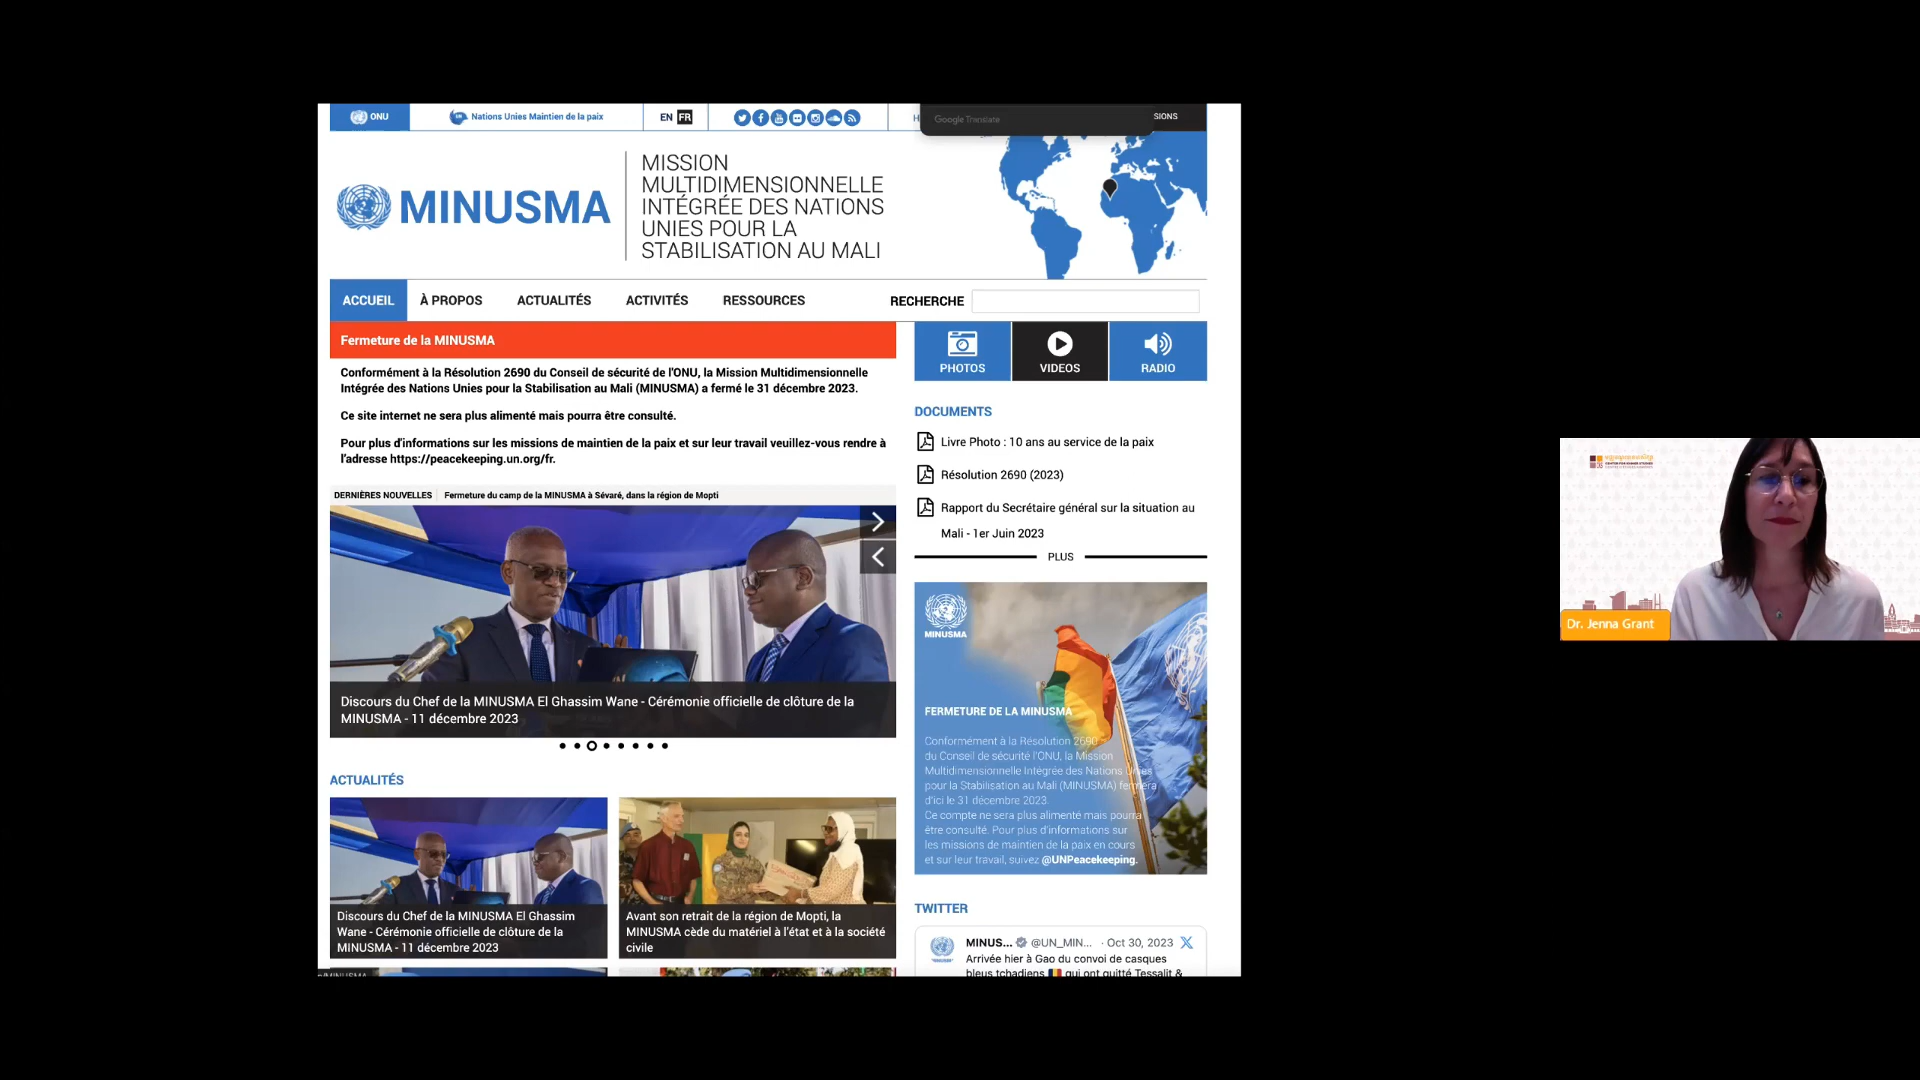 ONU
Nations Unies Maintien de la paix
EN FR
Google Translate
SIONS
MINUSMA
MISSION
MULTIDIMENSIONNELLE
INTÉGRÉE DES NATIONS
UNIES POUR LA
STABILISATION AU MALI
ACCUEIL
À PROPOS
ACTUALITÉS
ACTIVITÉS
RESSOURCES
RECHERCHE
Fermeture de la MINUSMA
Conformément à la Résolution 2690 du Conseil de sécurité de l'ONU, la Mission Multidimensionnelle
Intégrée des Nations Unies pour la Stabilisation au Mali (MINUSMA) a fermé le 31 décembre 2023.
Ce site internet ne sera plus alimenté mais pourra être consulté.
Pour plus d'informations sur les missions de maintien de la paix et sur leur travail veuillez-vous rendre à
l'adresse https://peacekeeping.un.org/fr.
DERNIÈRES NOUVELLES
Fermeture du camp de la MINUSMA à Sévaré, dans la région de Mopti
Discours du Chef de la MINUSMA El Ghassim Wane - Cérémonie officielle de clôture de la
MINUSMA - 11 décembre 2023
ACTUALITÉS
Discours du Chef de la MINUSMA El Ghassim
Wane - Cérémonie officielle de clôture de la
MINUSMA - 11 décembre 2023
Avant son retrait de la région de Mopti, la
MINUSMA cède du matériel à l'état et à la société
civile
PHOTOS
VIDEOS
RADIO
DOCUMENTS
Livre Photo : 10 ans au service de la paix
Résolution 2690 (2023)
Rapport du Secrétaire général sur la situation au
Mali - 1er Juin 2023
PLUS
MINUSMA
FERMETURE DE LA MINUSMA
Conformément à la Résolution 2690
du Conseil de sécurité l'ONU, la Mission
Multidimensionnelle Intégrée des Nations Unies
pour la Stabilisation au Mali (MINUSMA) fermera
d'ici le 31 décembre 2023.
Ce compte ne sera plus alimenté mais pourra
être consulté. Pour plus d'informations sur
les missions de maintien de la paix en cours
et sur leur travail, suivez @UNPeacekeeping.
TWITTER
MINUS... @UN_MIN... · Oct 30, 2023
Arrivée hier à Gao du convoi de casques
bleus tchadiens qui ont quitté Tessalit &
CENTER FOR KHMER STUDIES
Dr. Jenna Grant